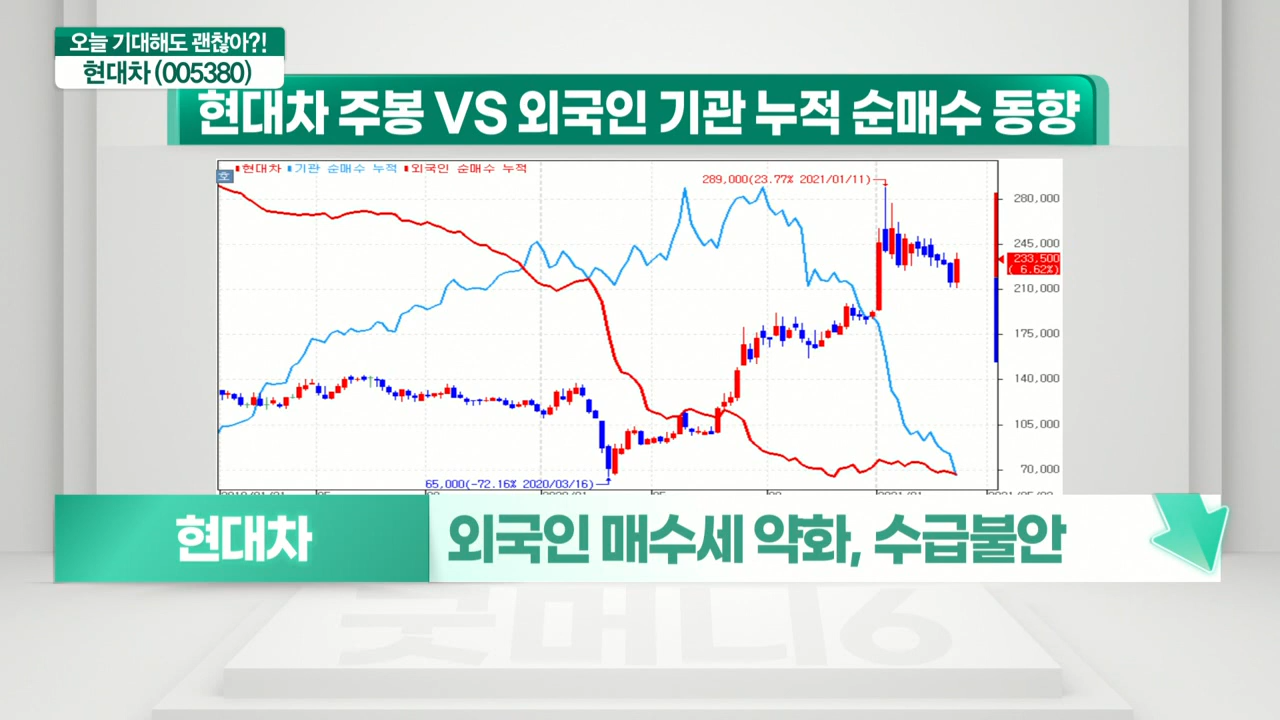 오늘 기대해도 괜찮아?!
현대차(005380)
현대차 주봉 VS 외국인 기관 누적 순매수 동향
호
현대차 기관 순매수 누적 외국인 순매수 누적
289,000(23.77% 2021/01/11)
280,000
245,000
233,500
( 6.62%)
210,000
175,000
140,000
105,000
70,000
65,000(-72.16% 2020/03/16)
현대차
외국인 매수세 약화, 수급불안
굿머니6